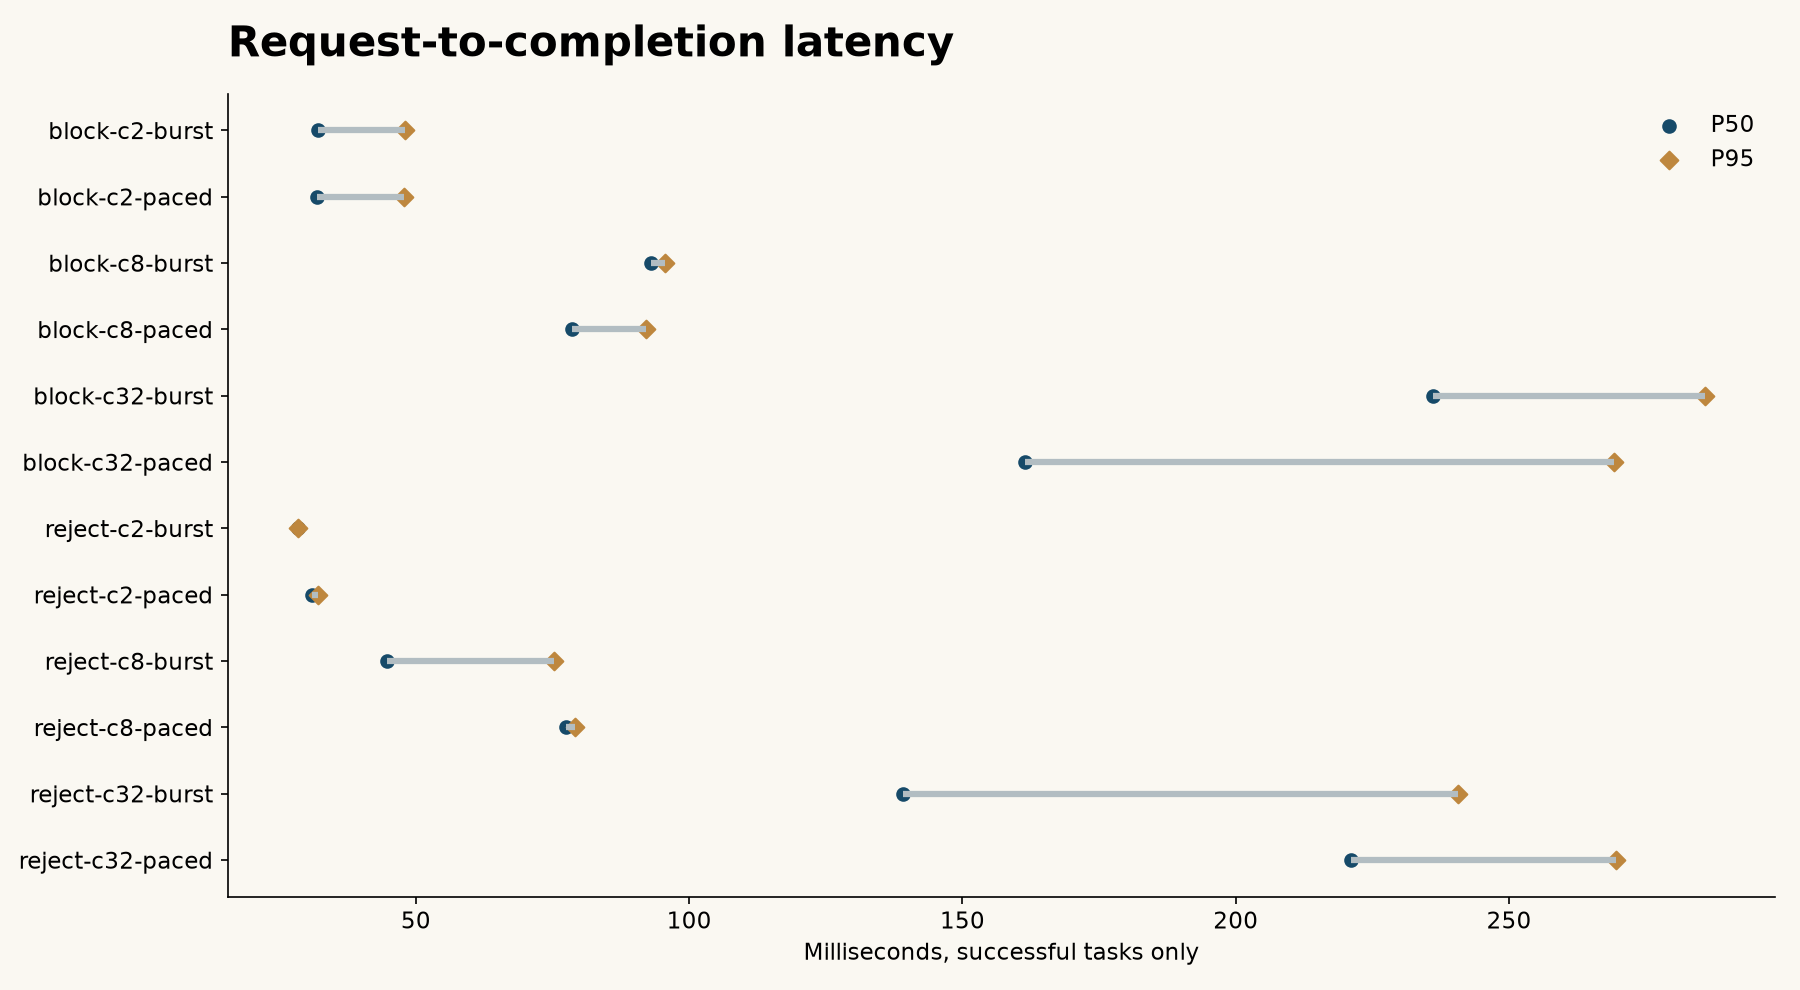 Request-to-completion latency
block-c2-burst
block-c2-paced
block-c8-burst
block-c8-paced
block-c32-burst
block-c32-paced
reject-c2-burst
reject-c2-paced
reject-c8-burst
reject-c8-paced
reject-c32-burst
reject-c32-paced
P50
P95
50 100 150 200 250
Milliseconds, successful tasks only